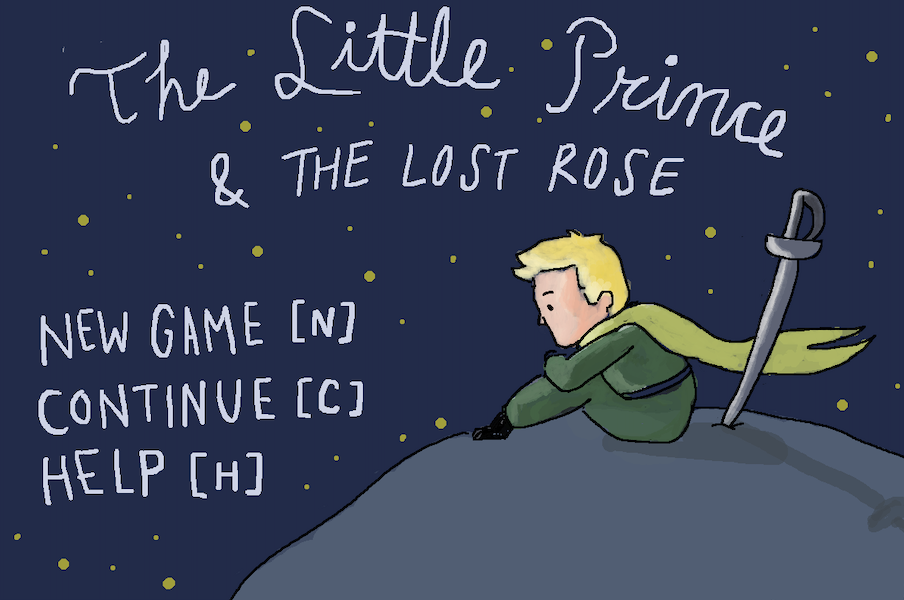 The Little Prince
& THE LOST ROSE
NEW GAME [N]
CONTINUE [C]
HELP [H]